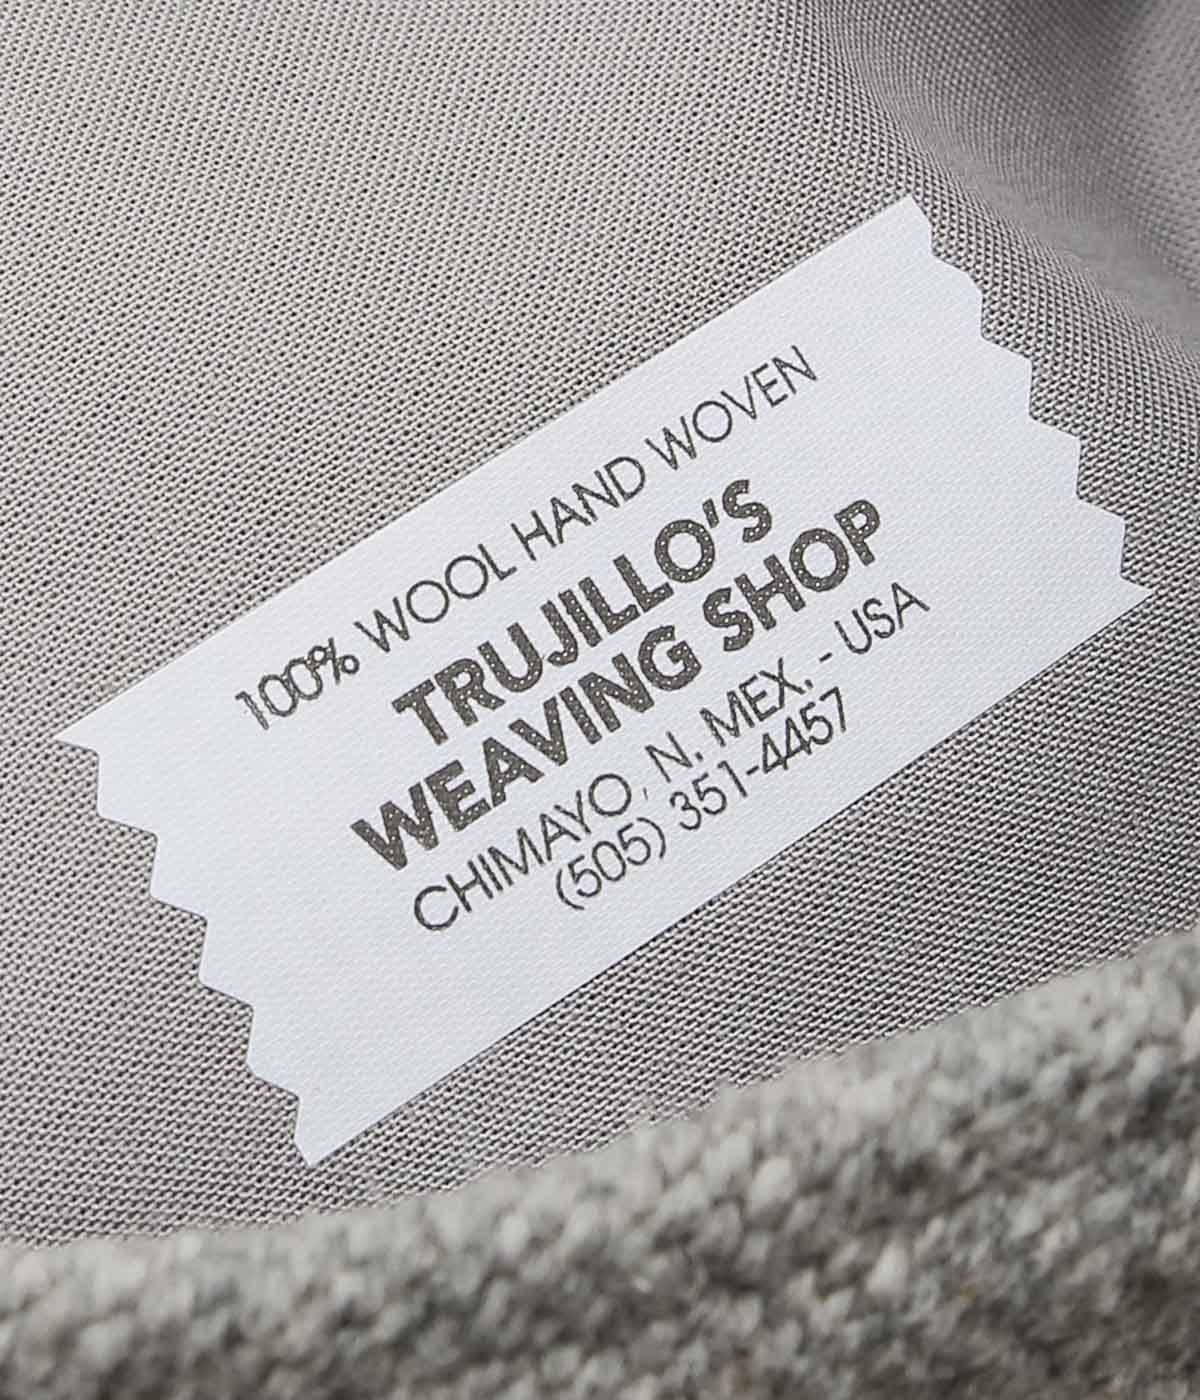 100% WOOL HAND WOVEN
TRUJILLO'S
WEAVING SHOP
CHIMAYO, N. MEX. - USA
(505) 351-4457